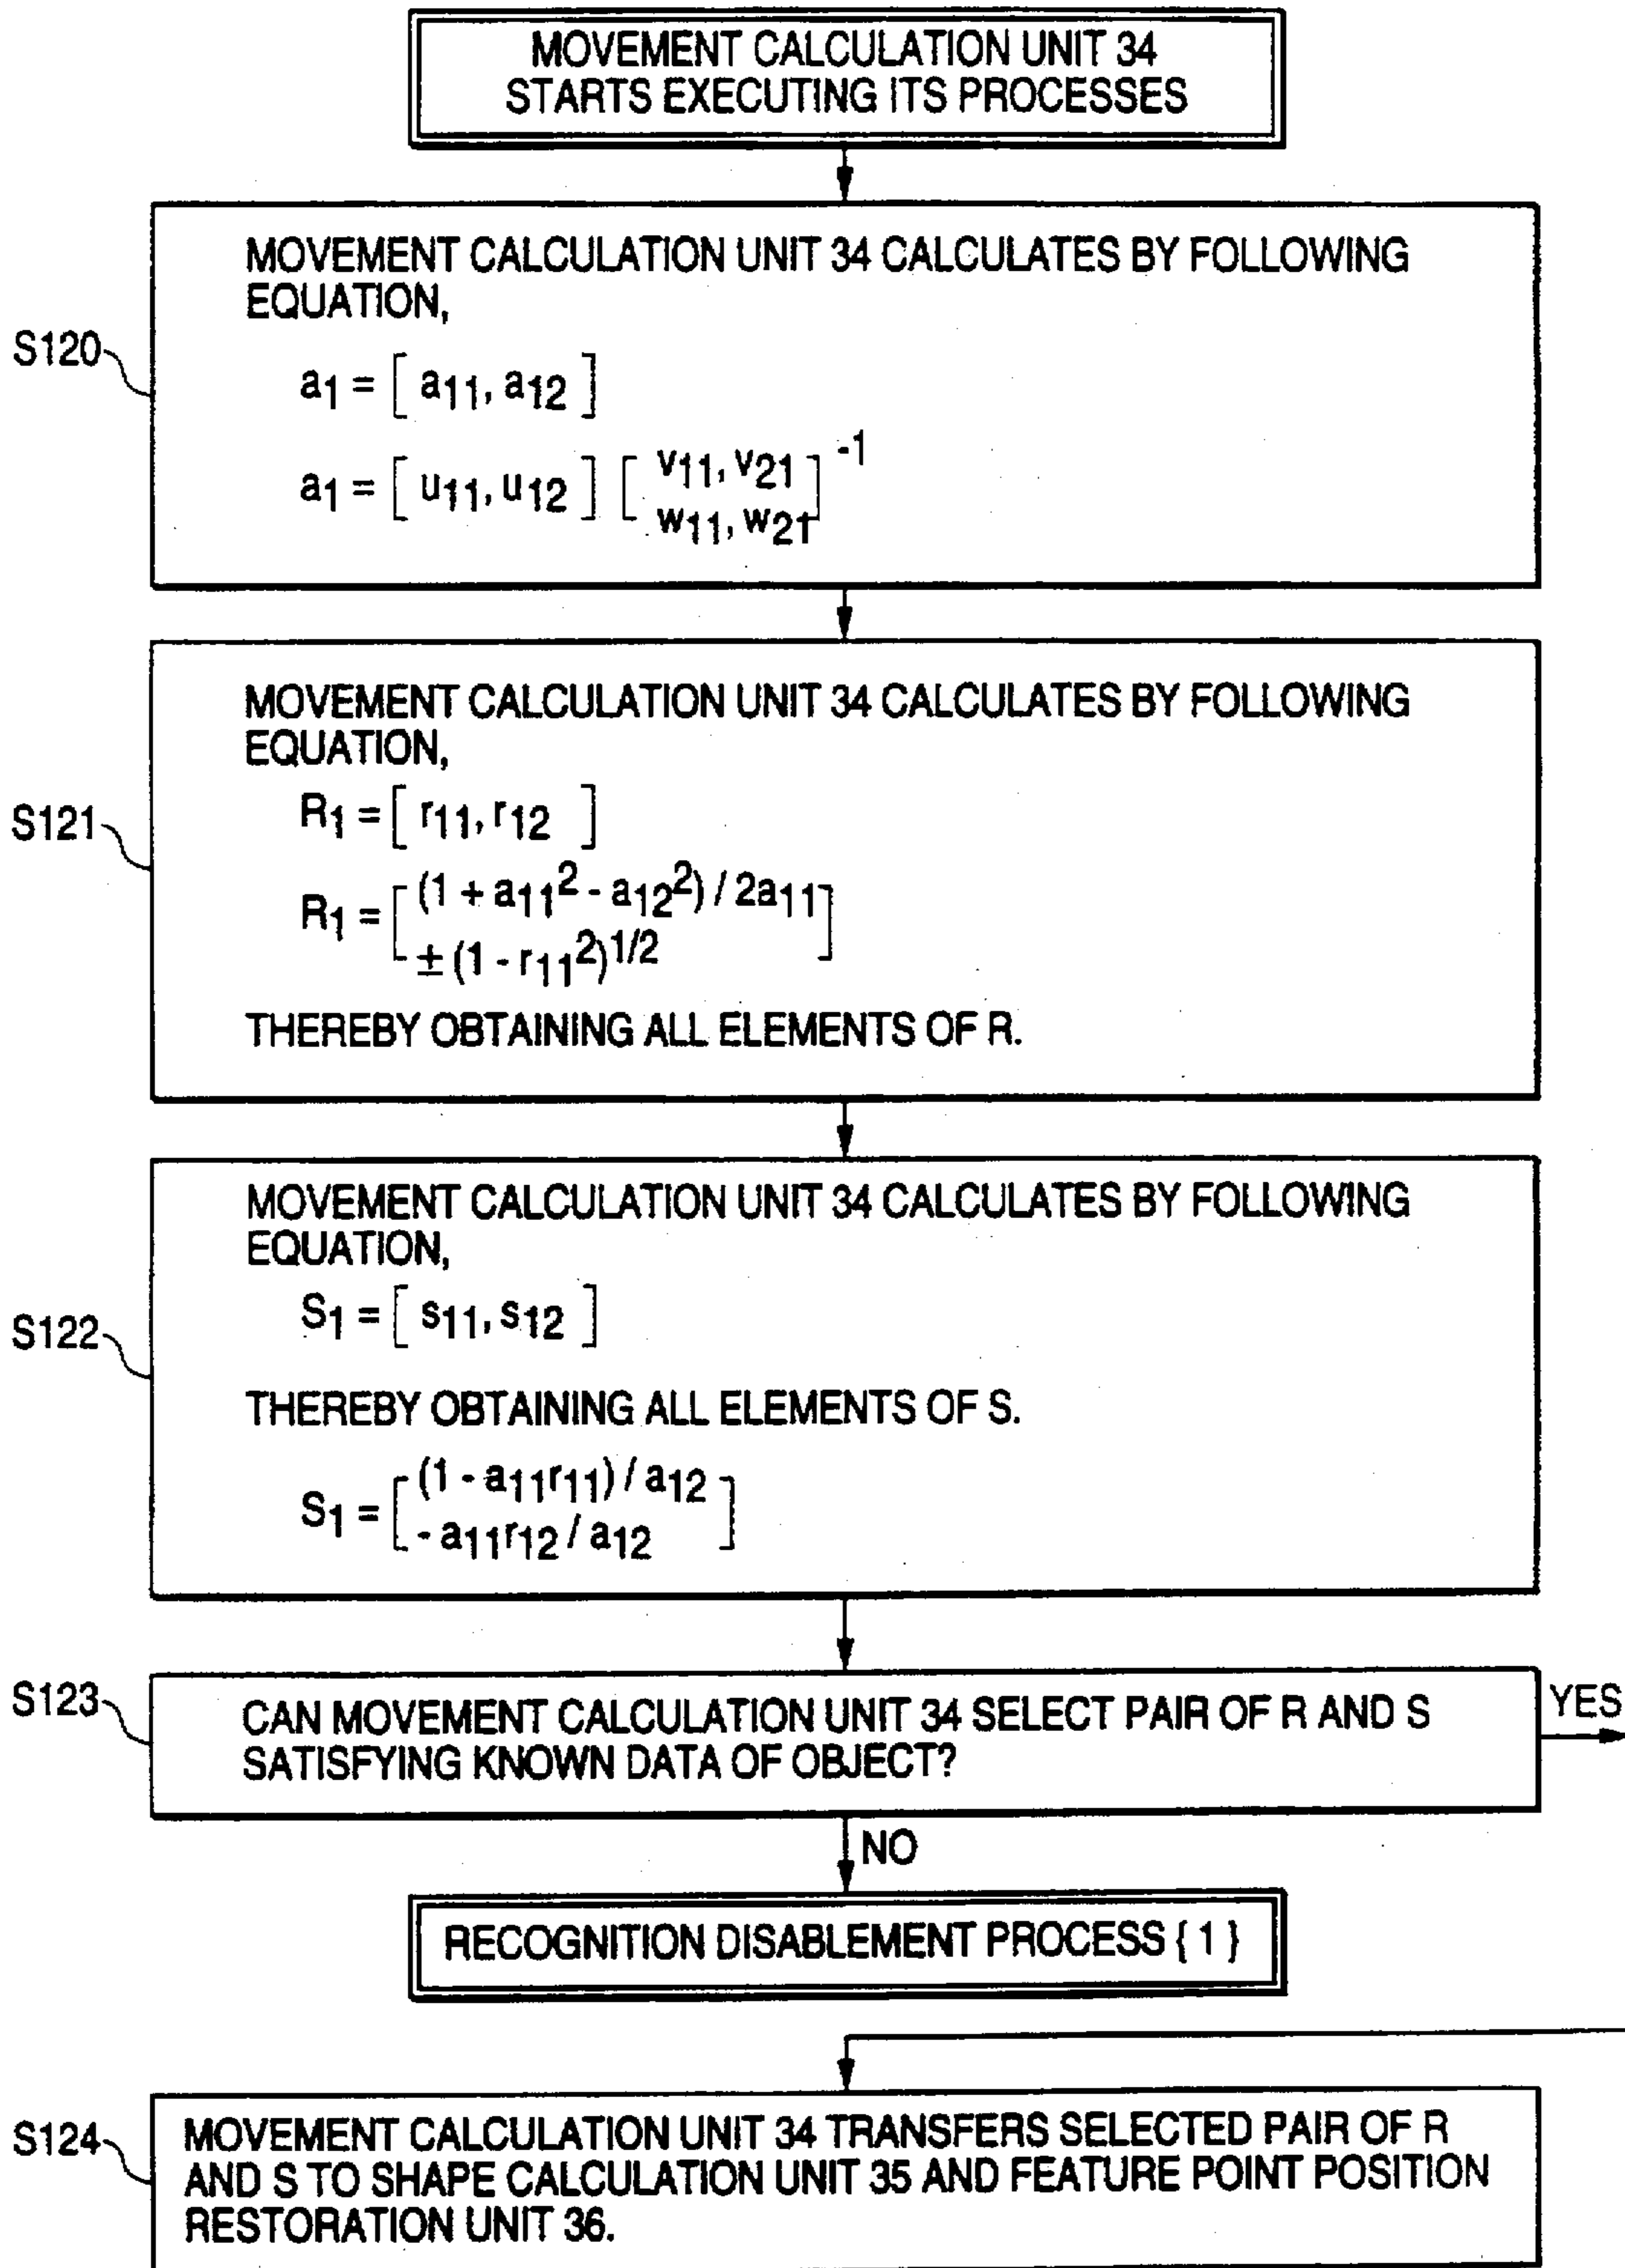 MOVEMENT CALCULATION UNIT 34
STARTS EXECUTING ITS PROCESSES
S120
MOVEMENT CALCULATION UNIT 34 CALCULATES BY FOLLOWING
EQUATION,
a11 = [ a11, a12 ]
a1 = [ u11, u12 ] [ v11, v21
w11, w21 ] -1
S121
MOVEMENT CALCULATION UNIT 34 CALCULATES BY FOLLOWING
EQUATION,
R1 = [ r11, r12 ]
R1 = [ (1 + a11² - a12²) / 2a11
± (1 - r11²)1/2 ]
THEREBY OBTAINING ALL ELEMENTS OF R.
S122
MOVEMENT CALCULATION UNIT 34 CALCULATES BY FOLLOWING
EQUATION,
S1 = [ s11, s12 ]
THEREBY OBTAINING ALL ELEMENTS OF S.
S1 = [ (1 - a11r11) / a12
- a11r12 / a12 ]
S123
CAN MOVEMENT CALCULATION UNIT 34 SELECT PAIR OF R AND S
SATISFYING KNOWN DATA OF OBJECT?
YES
NO
RECOGNITION DISABLEMENT PROCESS { 1 }
S124
MOVEMENT CALCULATION UNIT 34 TRANSFERS SELECTED PAIR OF R
AND S TO SHAPE CALCULATION UNIT 35 AND FEATURE POINT POSITION
RESTORATION UNIT 36.